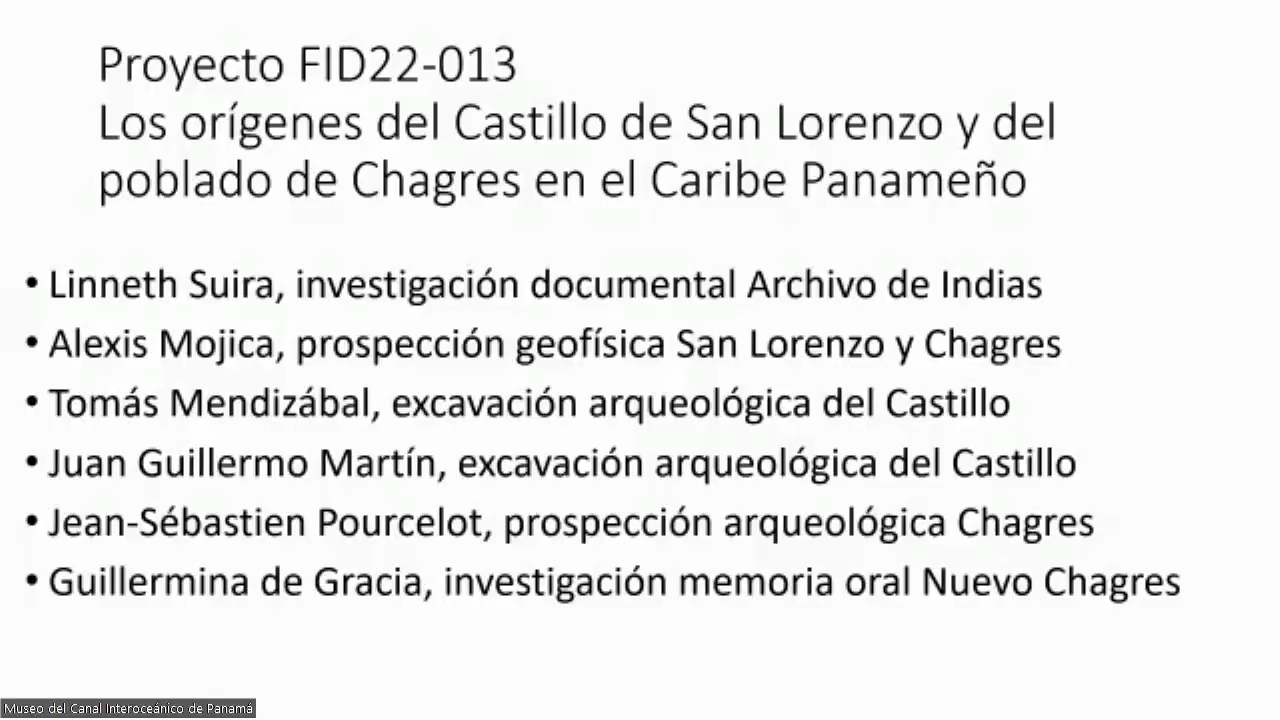 Proyecto FID22-013
Los orígenes del Castillo de San Lorenzo y del
poblado de Chagres en el Caribe Panameño
• Linneth Suira, investigación documental Archivo de Indias
• Alexis Mojica, prospección geofísica San Lorenzo y Chagres
• Tomás Mendizábal, excavación arqueológica del Castillo
• Juan Guillermo Martín, excavación arqueológica del Castillo
• Jean-Sébastien Pourcelot, prospección arqueológica Chagres
• Guillermina de Gracia, investigación memoria oral Nuevo Chagres
Museo del Canal Interoceánico de Panamá